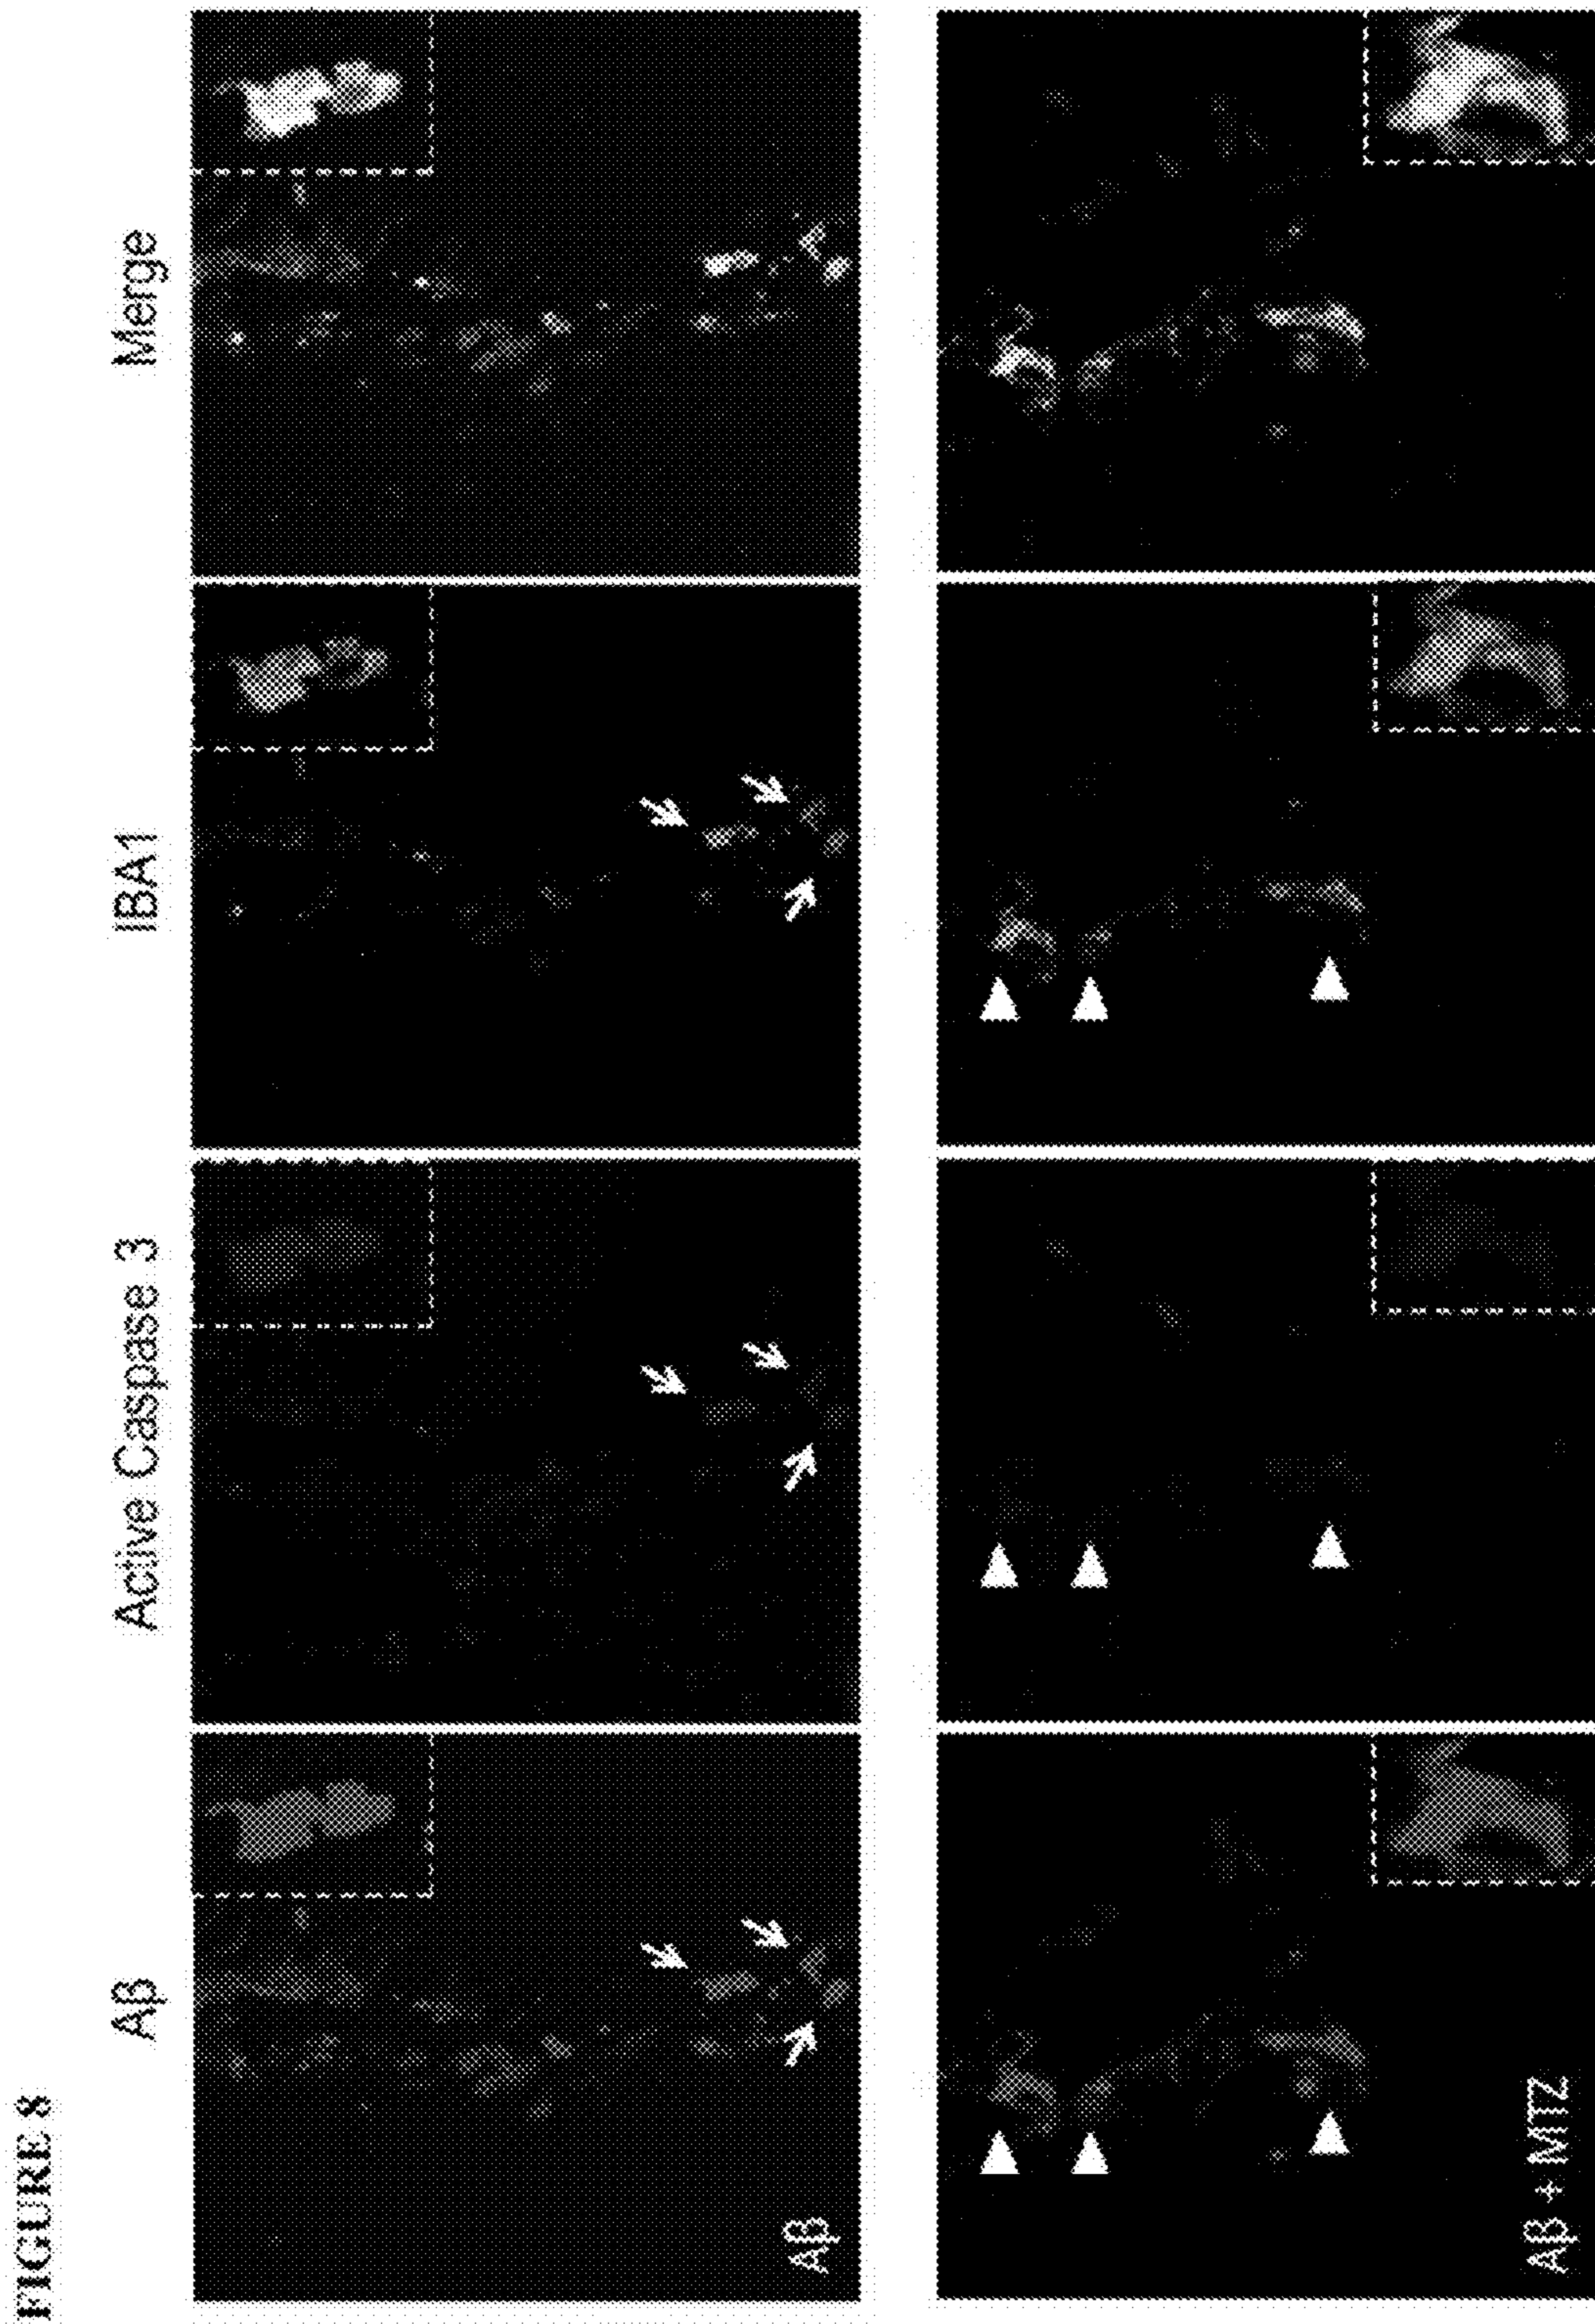 FIGURE 8
Aβ
Active Caspase 3
IBA1
Merge
Aβ
Aβ + MTZ